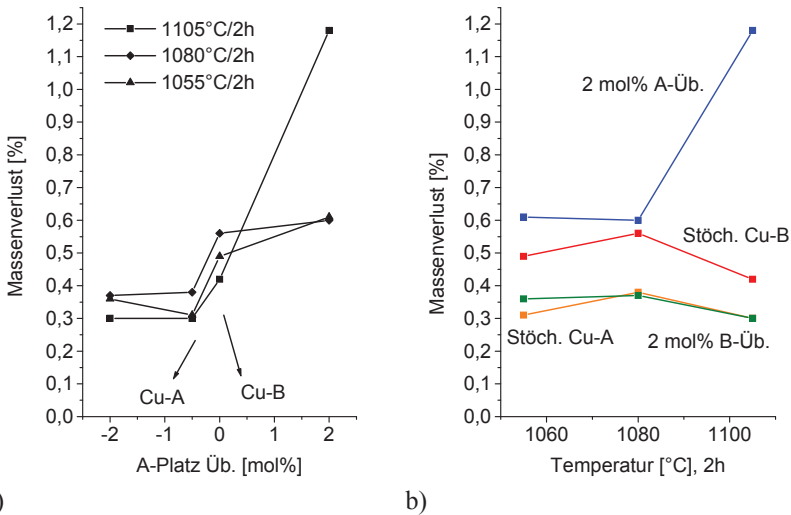 1,2
1,1
1,0
0,9
0,8
0,7
0,6
0,5
0,4
0,3
0,2
0,1
0,0
Massenverlust [%]
1105°C/2h
1080°C/2h
1055°C/2h
Cu-A
Cu-B
-2 -1 0 1 2
A-Platz Üb. [mol%]
)
1,2
1,1
1,0
0,9
0,8
0,7
0,6
0,5
0,4
0,3
0,2
0,1
0,0
Massenverlust [%]
2 mol% A-Üb.
Stöch. Cu-B
Stöch. Cu-A
2 mol% B-Üb.
1060 1080 1100
Temperatur [°C], 2h
b)